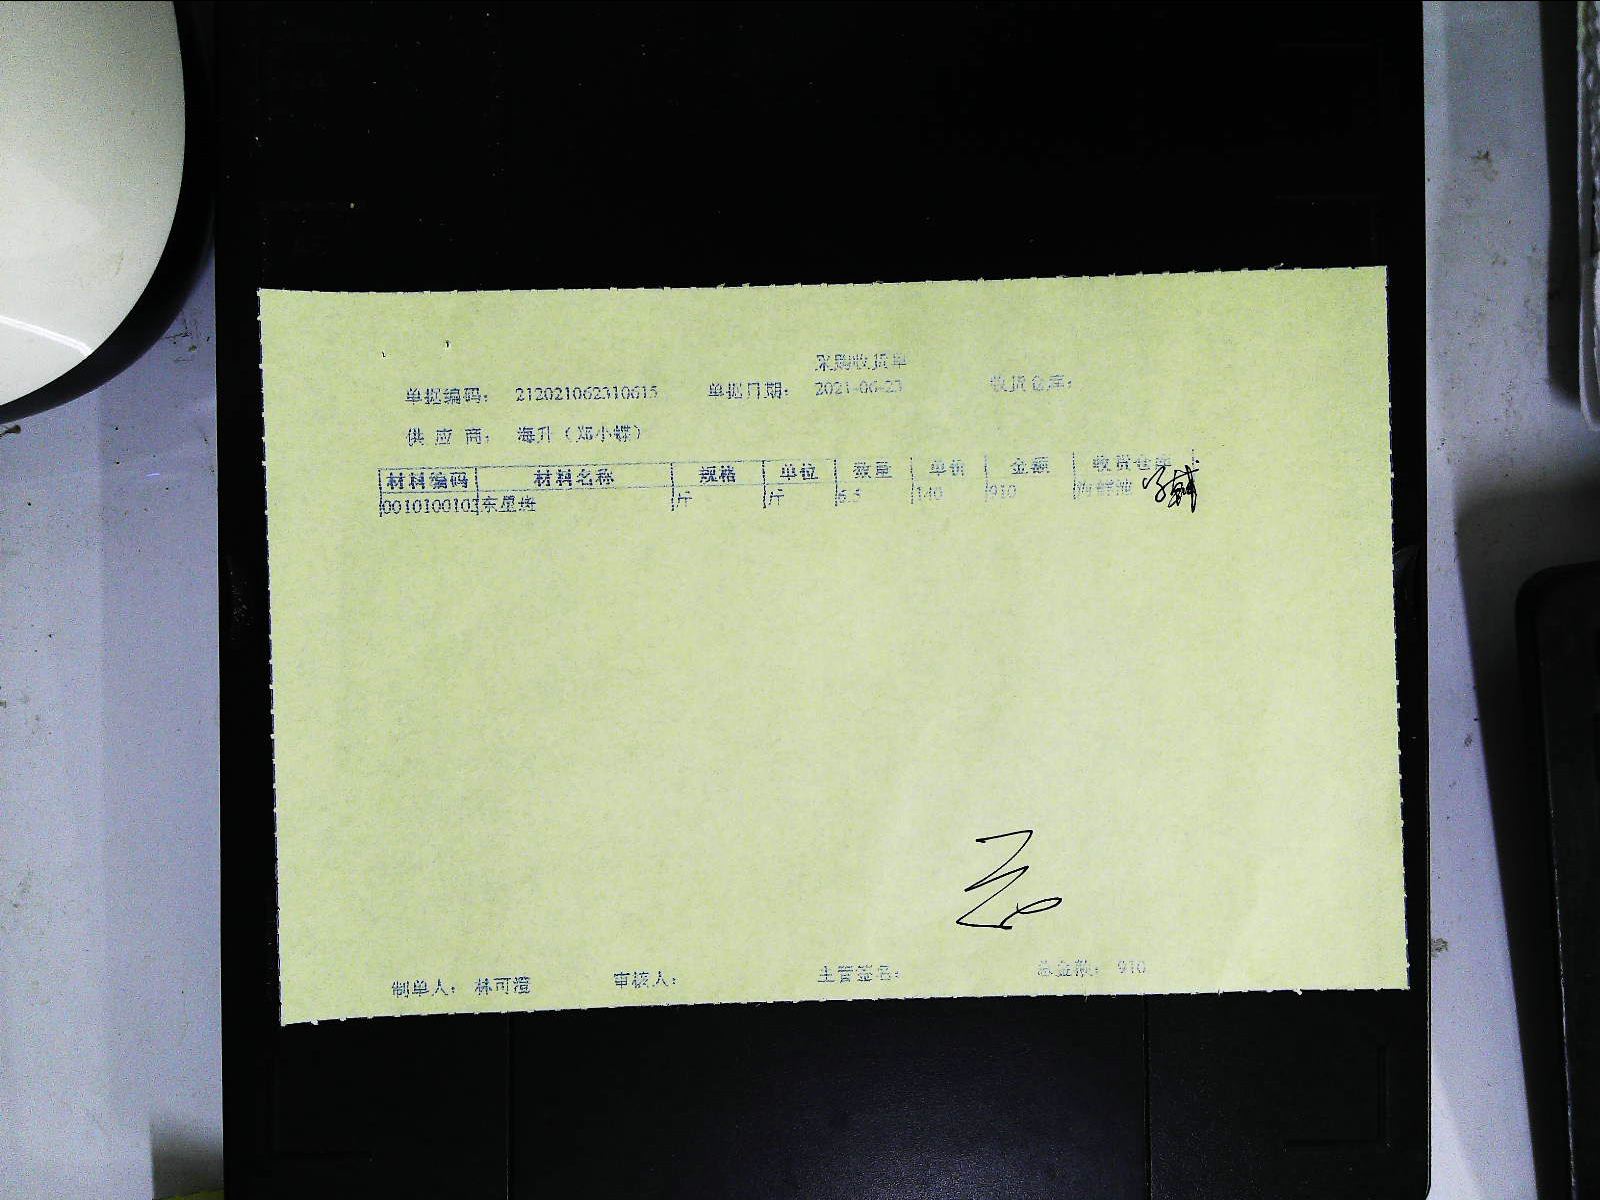 采购收货单
单据编码： 212021062310615 单据日期： 2021-06-23 收货仓库：
供 应 商： 海升（郑小蝶）
材料编码 材料名称 规格 单位 数量 单价 金额 收货仓库
0010100103 东星斑 斤 斤 6.5 140 910 海鲜池
制单人： 林可澄 审核人： 主管签名： 总金额： 910